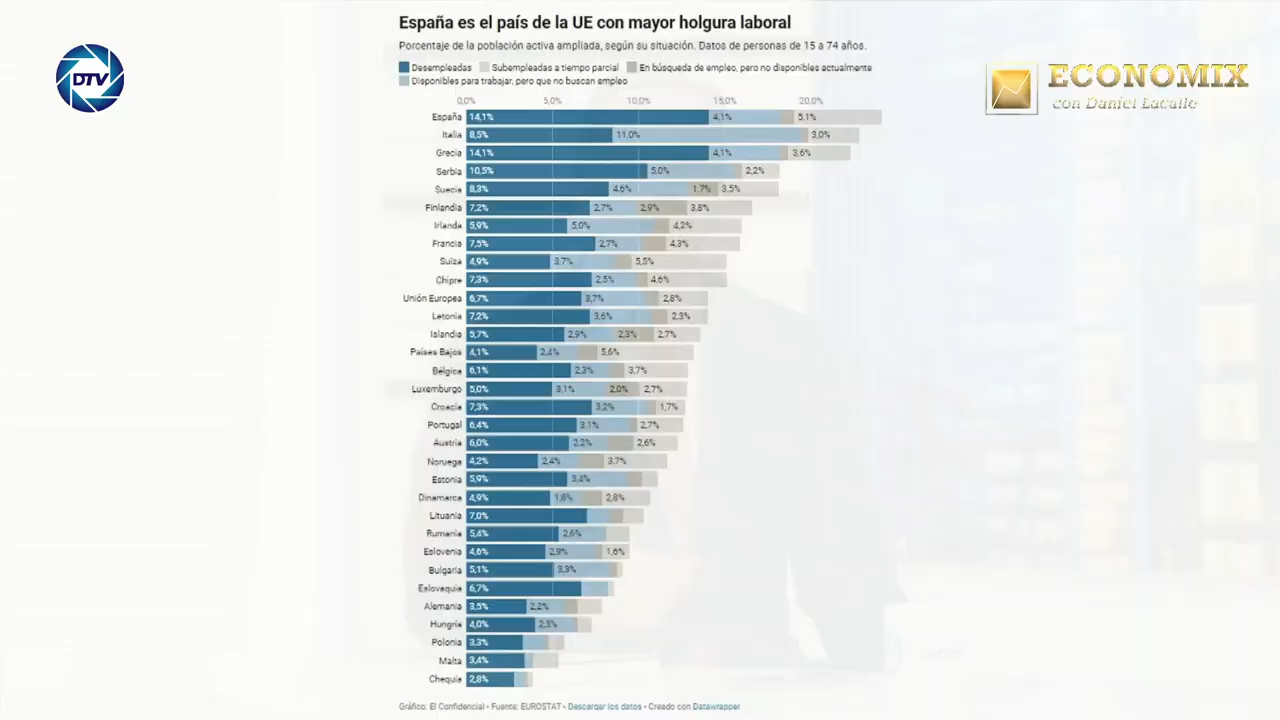 España es el país de la UE con mayor holgura laboral
Porcentaje de la población activa ampliada, según su situación. Datos de personas de 15 a 74 años.
Desempleadas Subempleadas a tiempo parcial En búsqueda de empleo, pero no disponibles actualmente
Disponibles para trabajar, pero que no buscan empleo
DTV
ECONOMIX
con Daniel Lacalle
0,0% 5,0% 10,0% 15,0% 20,0%
España 14,1% 4,1% 5,1%
Italia 8,5% 11,0% 3,0%
Grecia 14,1% 4,1% 3,6%
Serbia 10,5% 5,0% 2,2%
Suecia 8,3% 4,6% 1,7% 3,5%
Finlandia 7,2% 2,7% 2,9% 3,8%
Irlanda 5,9% 5,0% 4,2%
Francia 7,5% 2,7% 4,3%
Suiza 4,9% 3,7% 5,5%
Chipre 7,3% 2,5% 4,6%
Unión Europea 6,7% 3,7% 2,8%
Letonia 7,2% 3,6% 2,3%
Islandia 5,7% 2,9% 2,3% 2,7%
Países Bajos 4,1% 2,4% 5,6%
Bélgica 6,1% 2,3% 3,7%
Luxemburgo 5,0% 3,1% 2,0% 2,7%
Croacia 7,3% 3,2% 1,7%
Portugal 6,4% 3,1% 2,7%
Austria 6,0% 2,2% 2,6%
Noruega 4,2% 2,4% 3,7%
Estonia 5,9% 3,4%
Dinamarca 4,9% 1,8% 2,8%
Lituania 7,0%
Rumania 5,4% 2,6%
Eslovenia 4,6% 2,9% 1,6%
Bulgaria 5,1% 3,3%
Eslovaquia 6,7%
Alemania 3,5% 2,2%
Hungría 4,0% 2,3%
Polonia 3,3%
Malta 3,4%
Chequia 2,8%
Gráfico: El Confidencial • Fuente: EUROSTAT • Descargar los datos • Creado con Datawrapper